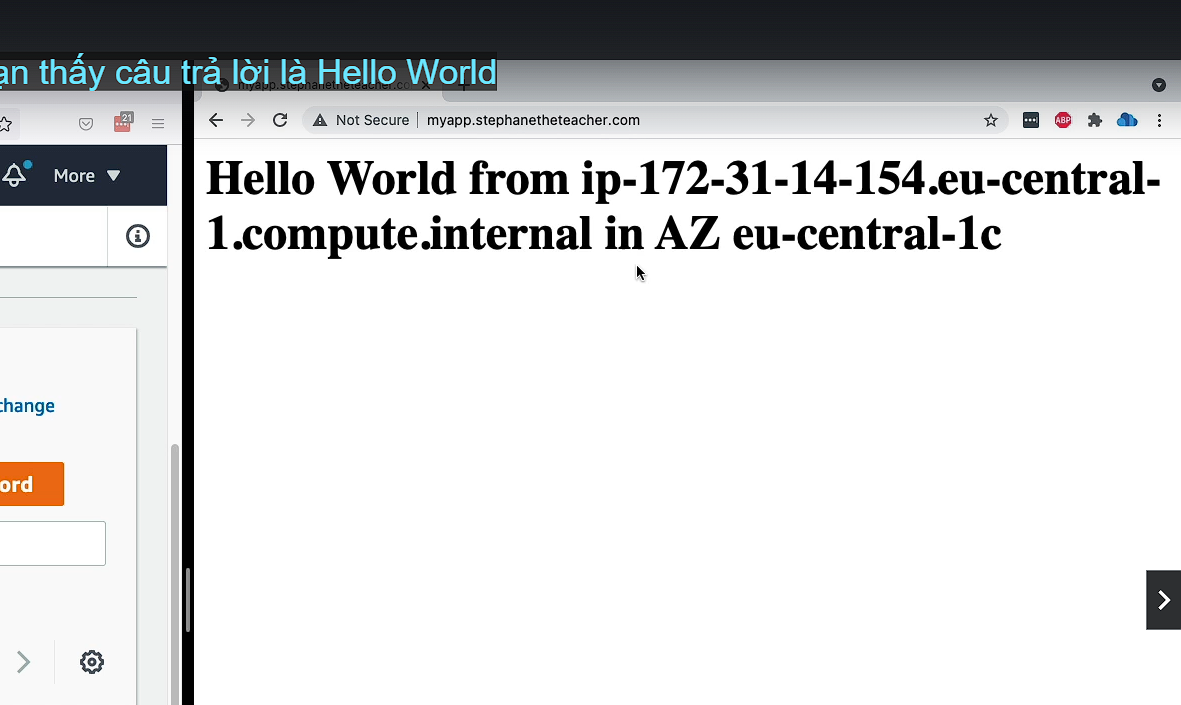 ạn thấy câu trả lời là Hello World
myapp.stephanetheteacher.co
21
Not Secure myapp.stephanetheteacher.com
ABP
More
Hello World from ip-172-31-14-154.eu-central-
1.compute.internal in AZ eu-central-1c
change
ord